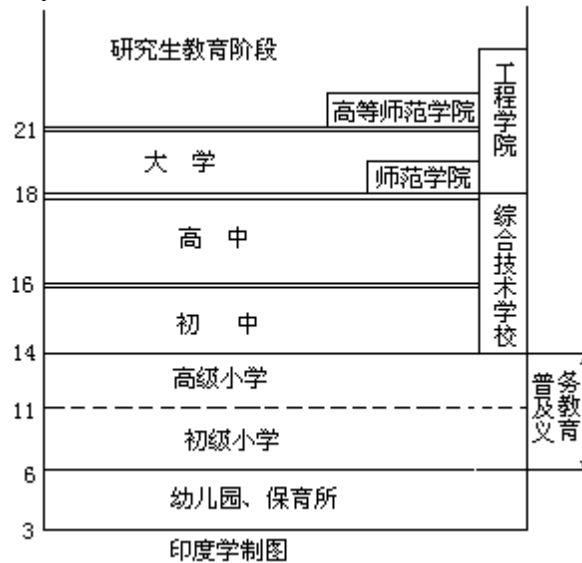 研究生教育阶段
工程学院
高等师范学院
21
大 学
师范学院
18
高 中
综合技术学校
16
初 中
14
高级小学
普及义务教育
11
初级小学
6
幼儿园、保育所
3
印度学制图